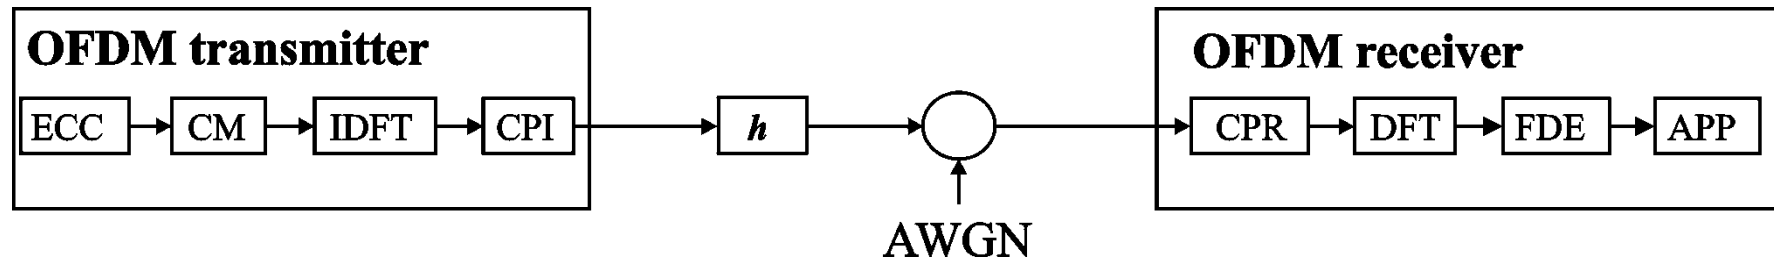 OFDM transmitter
ECC CM IDFT CPI
h
AWGN
OFDM receiver
CPR DFT FDE APP